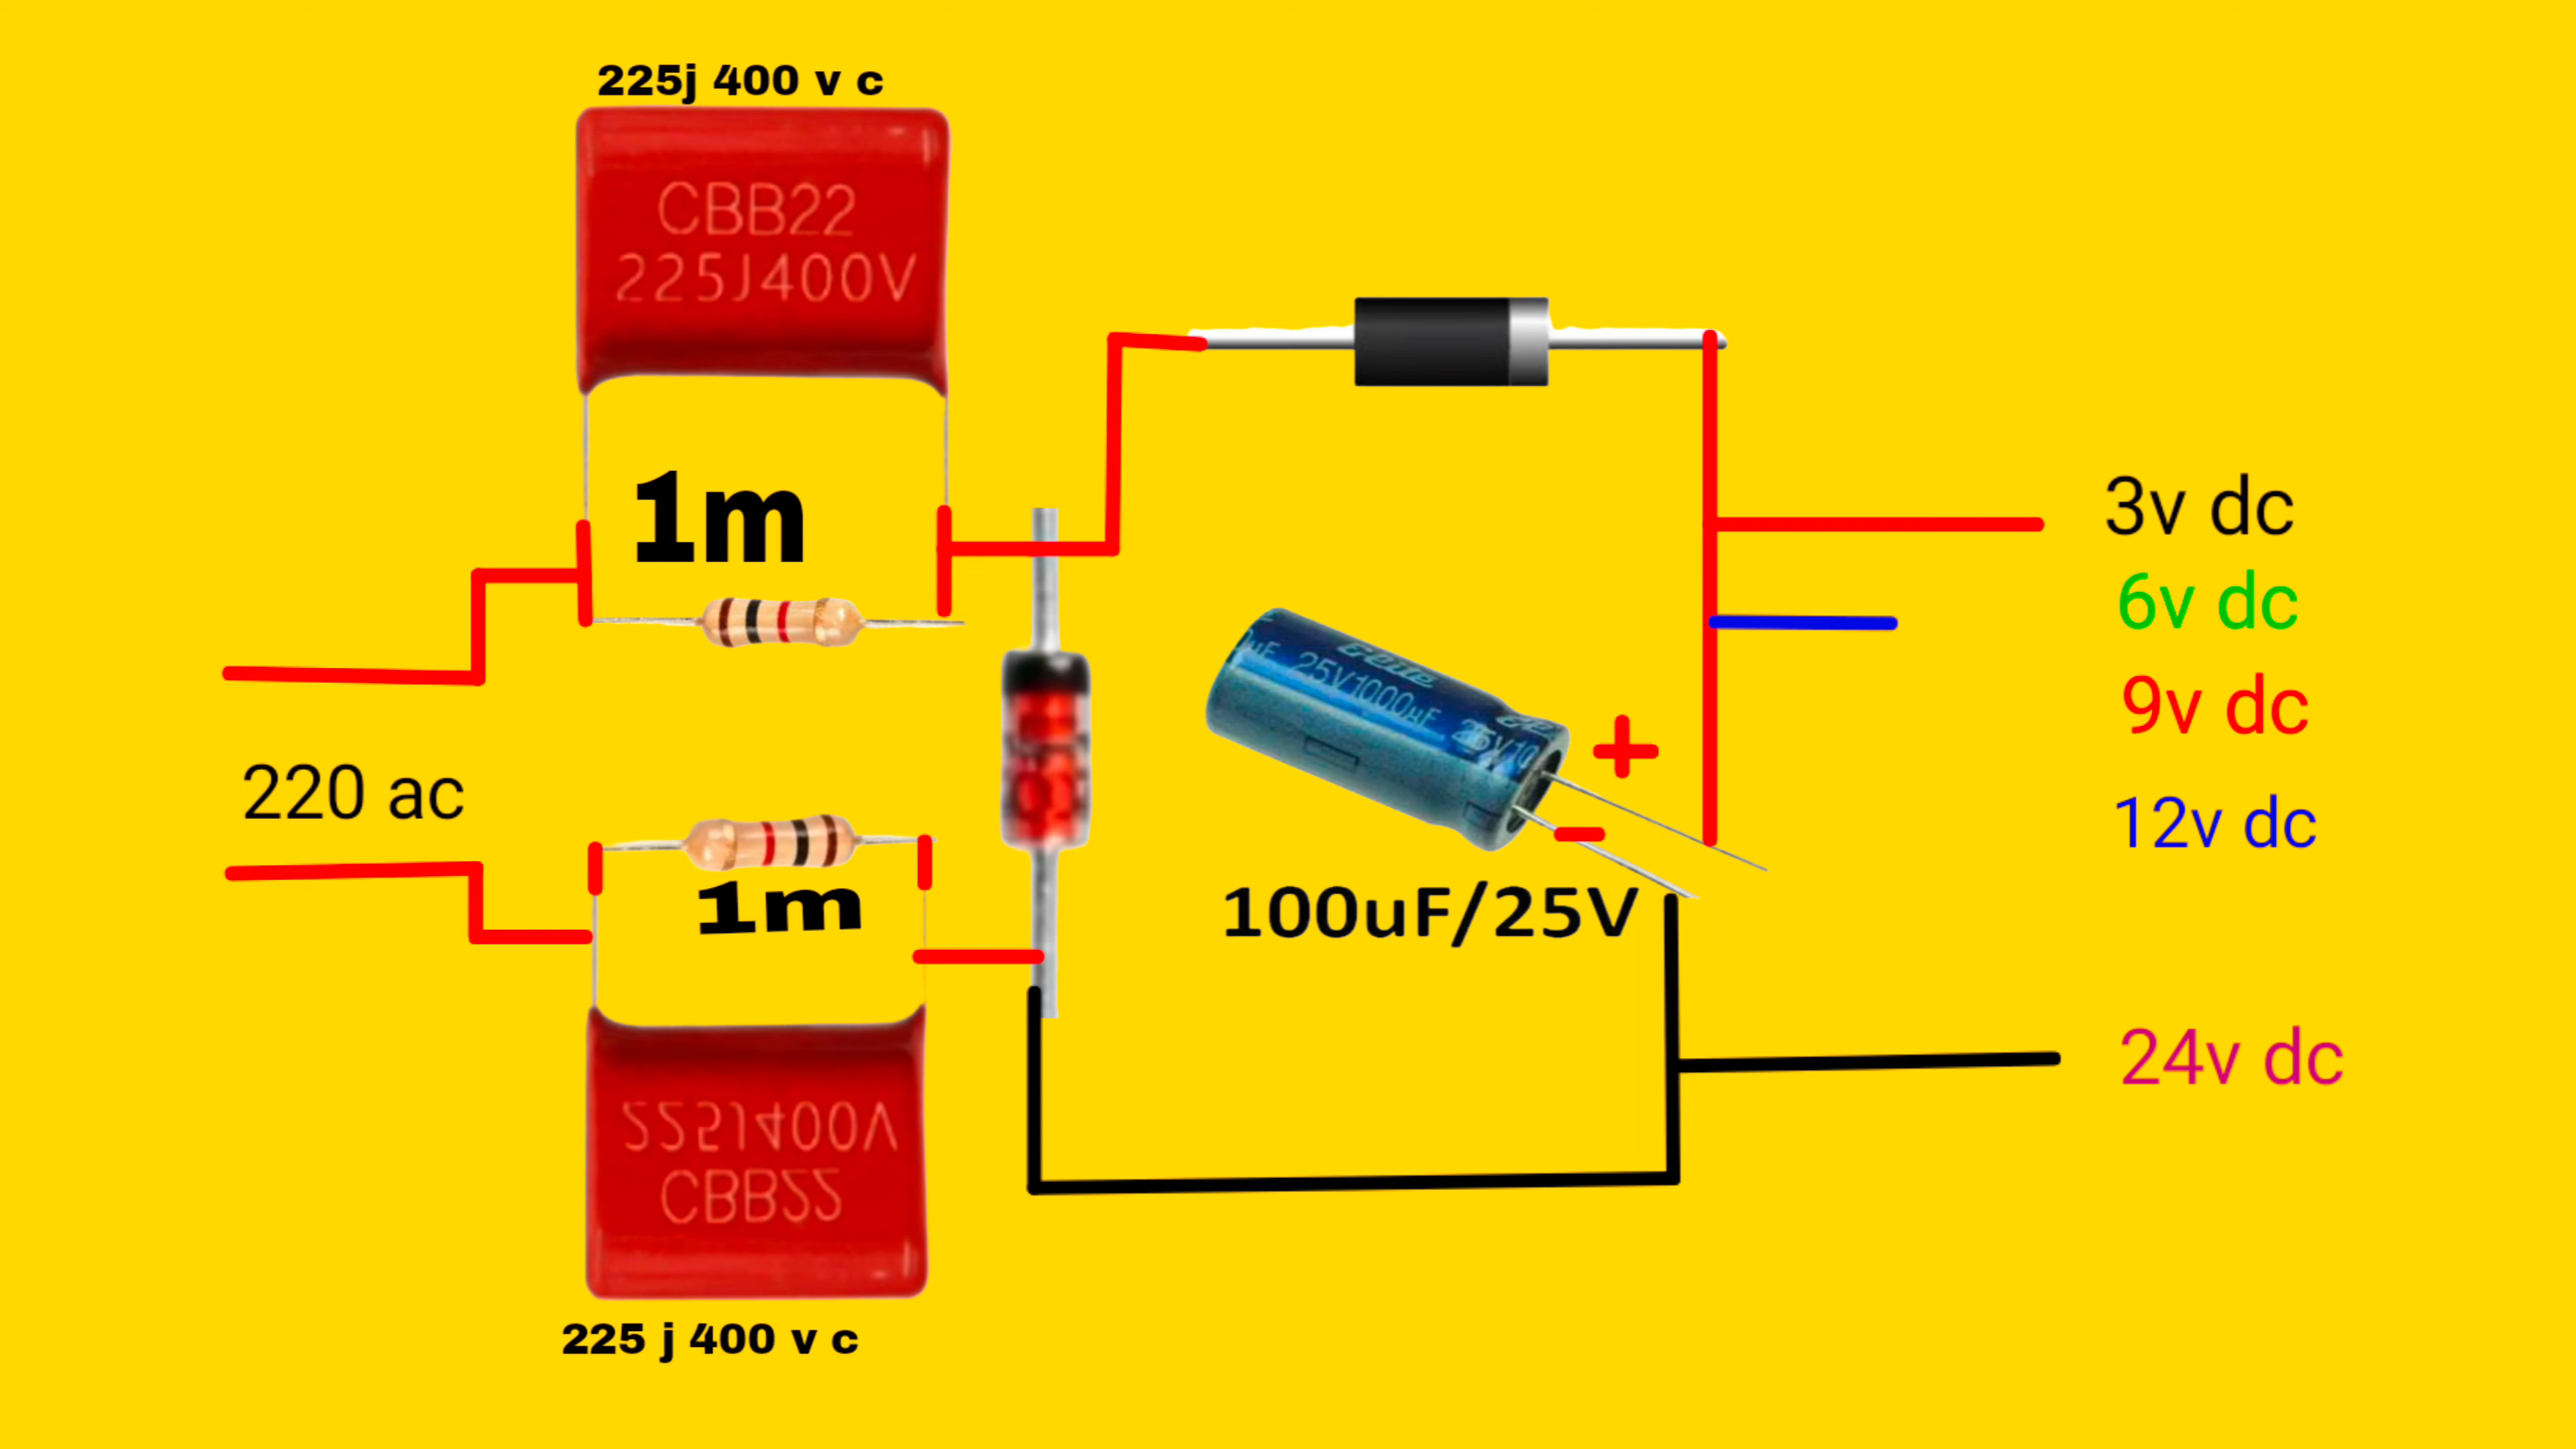 225j 400 v c
CBB22
225J400V
1m
3v dc
6v dc
9v dc
25V1000µF
220 ac
12v dc
1m
100uF/25V
24v dc
225J400V
CBB22
225 j 400 v c